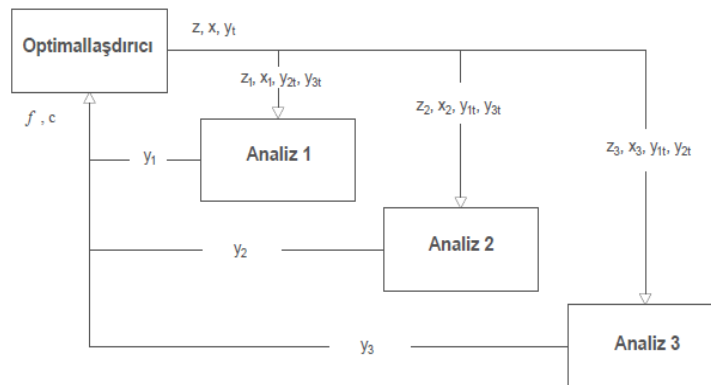 Optimallaşdırıcı
z, x, yₜ
z₁, x₁, y₂ₜ, y₃ₜ
z₂, x₂, y₁ₜ, y₃ₜ
z₃, x₃, y₁ₜ, y₂ₜ
f , c
y₁
Analiz 1
y₂
Analiz 2
y₃
Analiz 3